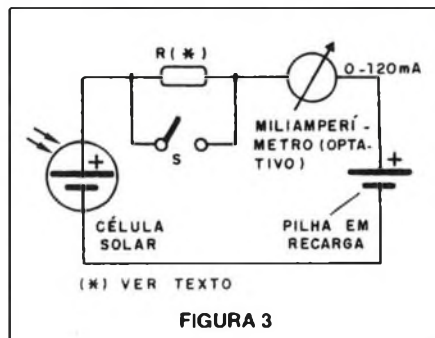 R(*)
0-120mA
MILIAMPERÍ-
METRO (OPTA-
TIVO)
S
+
+
CÉLULA
SOLAR
PILHA EM
RECARGA
(*) VER TEXTO
FIGURA 3